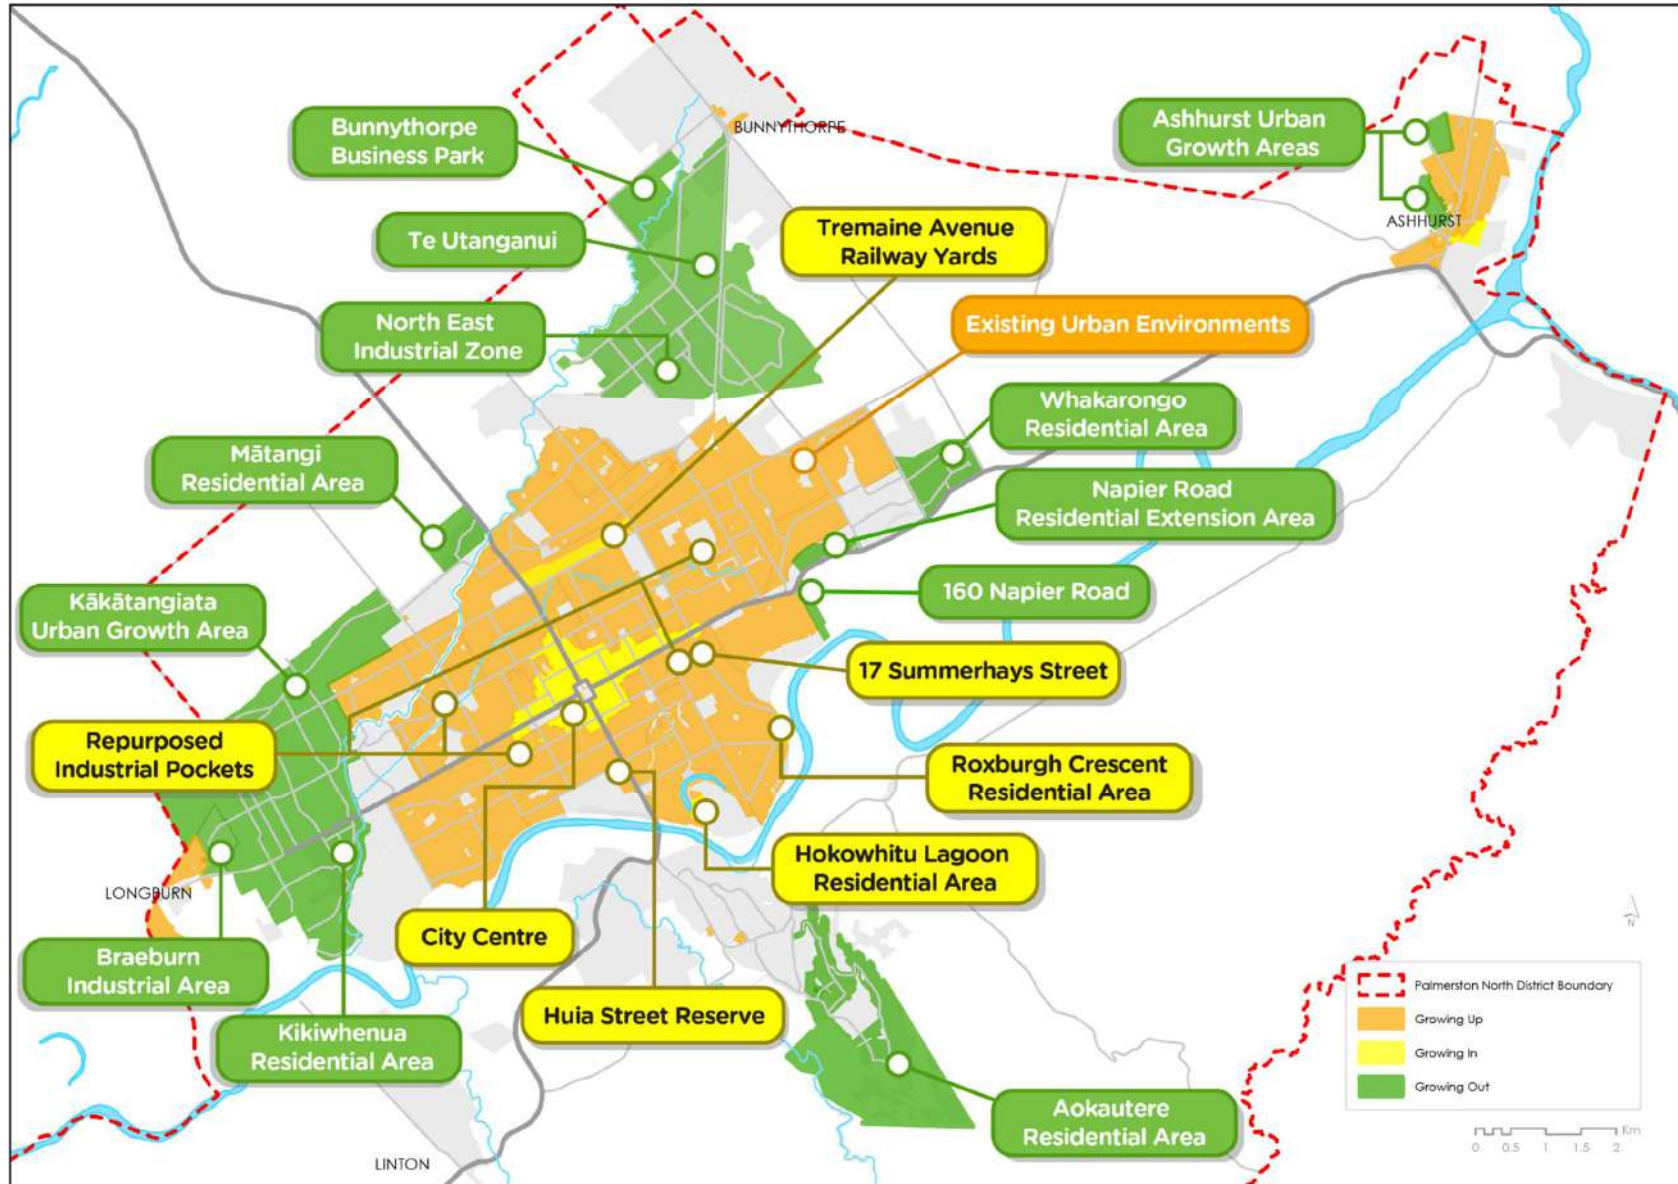 Bunnythorpe
Business Park
BUNNYTHORPE
Ashhurst Urban
Growth Areas
ASHHURST
Te Utanganui
Tremaine Avenue
Railway Yards
North East
Industrial Zone
Existing Urban Environments
Whakarongo
Residential Area
Mātangi
Residential Area
Napier Road
Residential Extension Area
Kākātangiata
Urban Growth Area
160 Napier Road
17 Summerhays Street
Repurposed
Industrial Pockets
Roxburgh Crescent
Residential Area
Hokowhitu Lagoon
Residential Area
LONGBURN
City Centre
Braeburn
Industrial Area
Huia Street Reserve
Kikiwhenua
Residential Area
Aokautere
Residential Area
LINTON
N
Palmerston North District Boundary
Growing Up
Growing In
Growing Out
Km
0 0.5 1 1.5 2